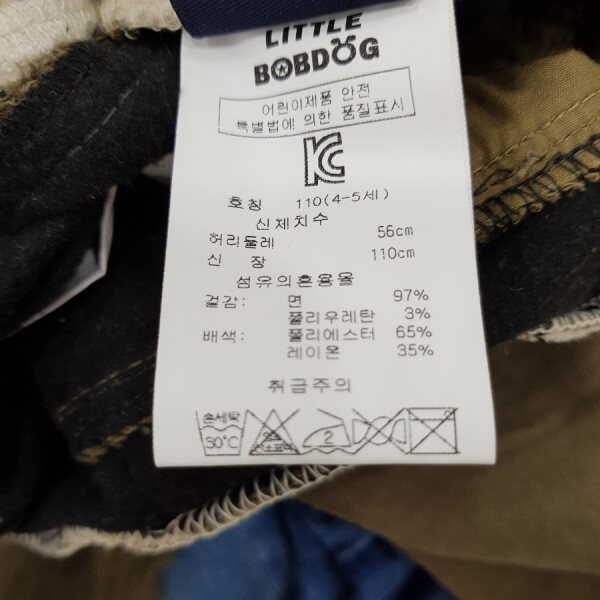 LITTLE
BOBDOG
어린이제품 안전
특별법에 의한 품질표시
호칭 110(4-5세)
신체치수
허리둘레 56cm
신 장 110cm
섬유의혼용율
겉감: 면 97%
폴리우레탄 3%
배색: 폴리에스터 65%
레이온 35%
취급주의
손세탁
30°C 2